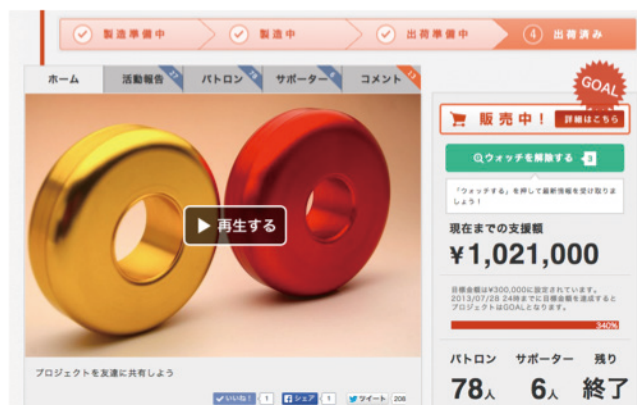 製造準備中
製造中
出荷準備中
4 出荷済み
ホーム
活動報告 27
パトロン 78
サポーター 6
コメント 13
GOAL
販売中！ 詳細はこちら
ウォッチを解除する 3
「ウォッチする」を押して最新情報を受け取りま
しょう！
再生する
現在までの支援額
¥1,021,000
目標金額は¥300,000に設定されています。
2013/07/28 24時までに目標金額を達成すると
プロジェクトはGOALとなります。
340%
パトロン サポーター 残り
78人 6人 終了
プロジェクトを友達に共有しよう
いいね！ 1 シェア 1 ツイート 208